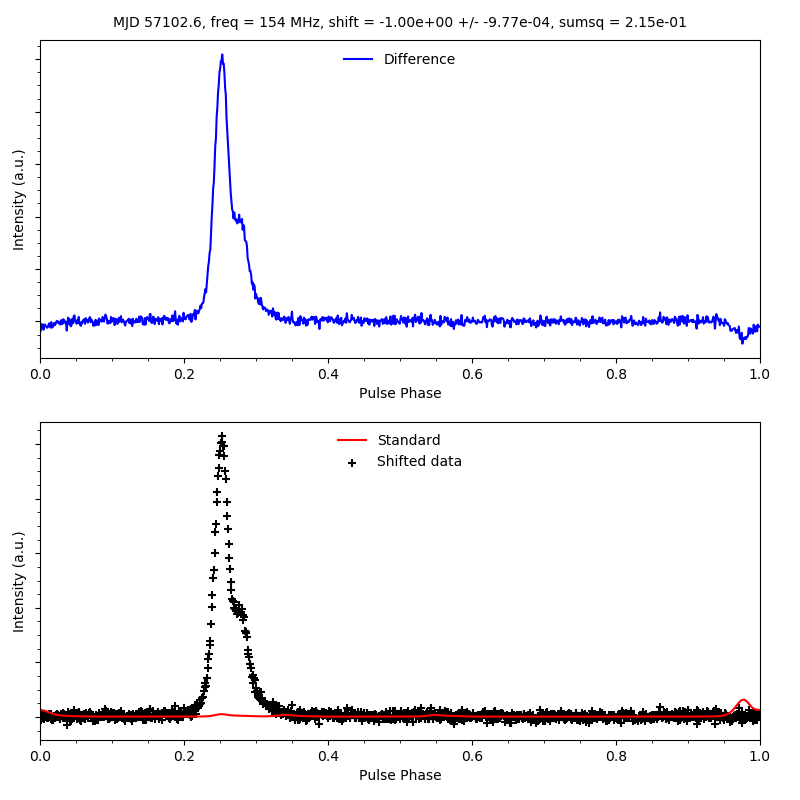 MJD 57102.6, freq = 154 MHz, shift = -1.00e+00 +/- -9.77e-04, sumsq = 2.15e-01
Difference
Intensity (a.u.)
0.0 0.2 0.4 0.6 0.8 1.0
Pulse Phase
Standard
Shifted data
Intensity (a.u.)
0.0 0.2 0.4 0.6 0.8 1.0
Pulse Phase